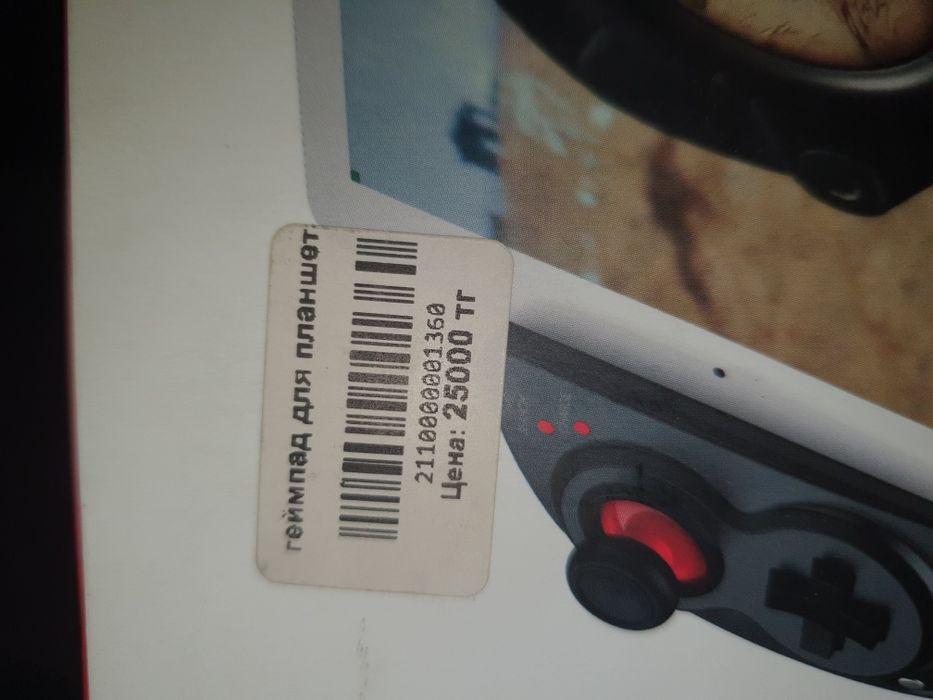 геймпад для планшет
2110000001360
Цена: 25000 тг